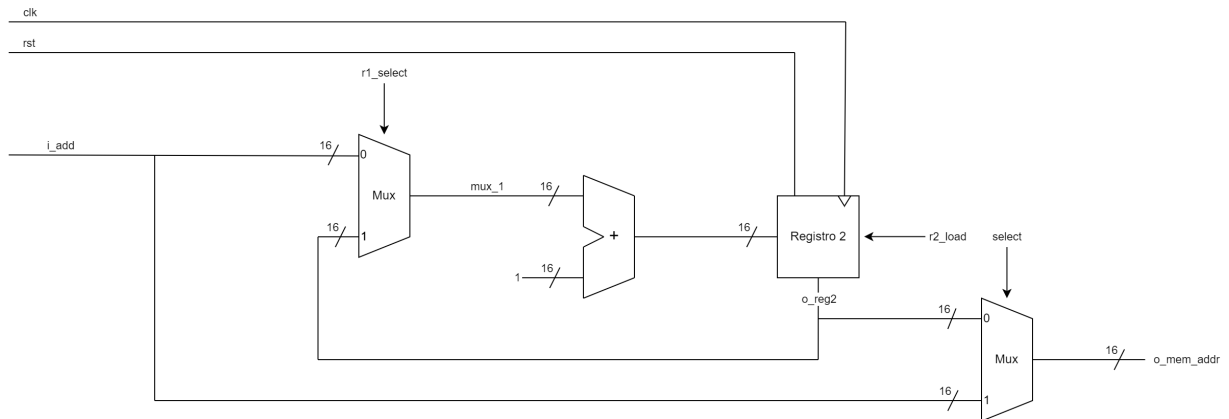 clk
rst
r1_select
i_add
16
0
Mux
16
1
mux_1
16
+
1
16
16
Registro 2
r2_load
select
o_reg2
16
0
Mux
16
1
16
o_mem_addr